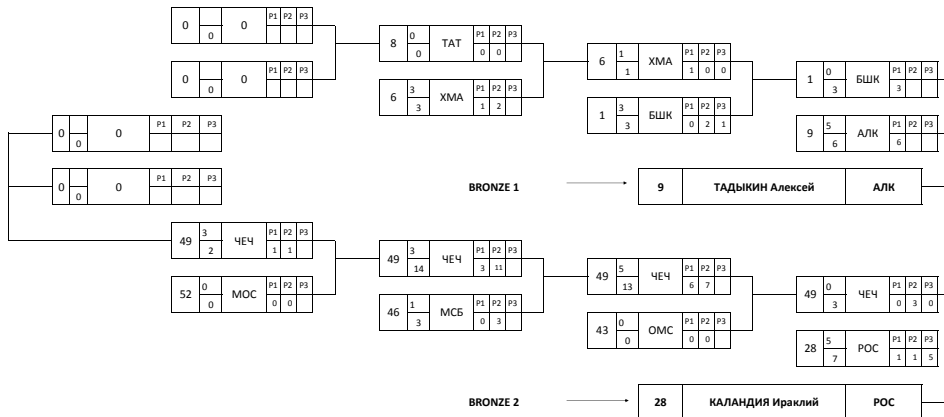 0 0 0 P1 P2 P3
0 0 0 P1 P2 P3
8 0 0 ТАТ P1 P2 P3 0 0
6 3 3 ХМА P1 P2 P3 1 2
6 1 1 ХМА P1 P2 P3 1 0 0
1 3 3 БШК P1 P2 P3 0 2 1
1 0 3 БШК P1 P2 P3 3
9 5 6 АЛК P1 P2 P3 6
0 0 0 P1 P2 P3
0 0 0 P1 P2 P3
BRONZE 1 9 ТАДЫКИН Алексей АЛК
49 3 2 ЧЕЧ P1 P2 P3 1 1
52 0 0 МОС P1 P2 P3 0 0
49 3 14 ЧЕЧ P1 P2 P3 3 11
46 1 3 МСБ P1 P2 P3 0 3
49 5 13 ЧЕЧ P1 P2 P3 6 7
43 0 0 ОМС P1 P2 P3 0 0
49 0 3 ЧЕЧ P1 P2 P3 0 3 0
28 5 7 РОС P1 P2 P3 1 1 5
BRONZE 2 28 КАЛАНДИЯ Ираклий РОС